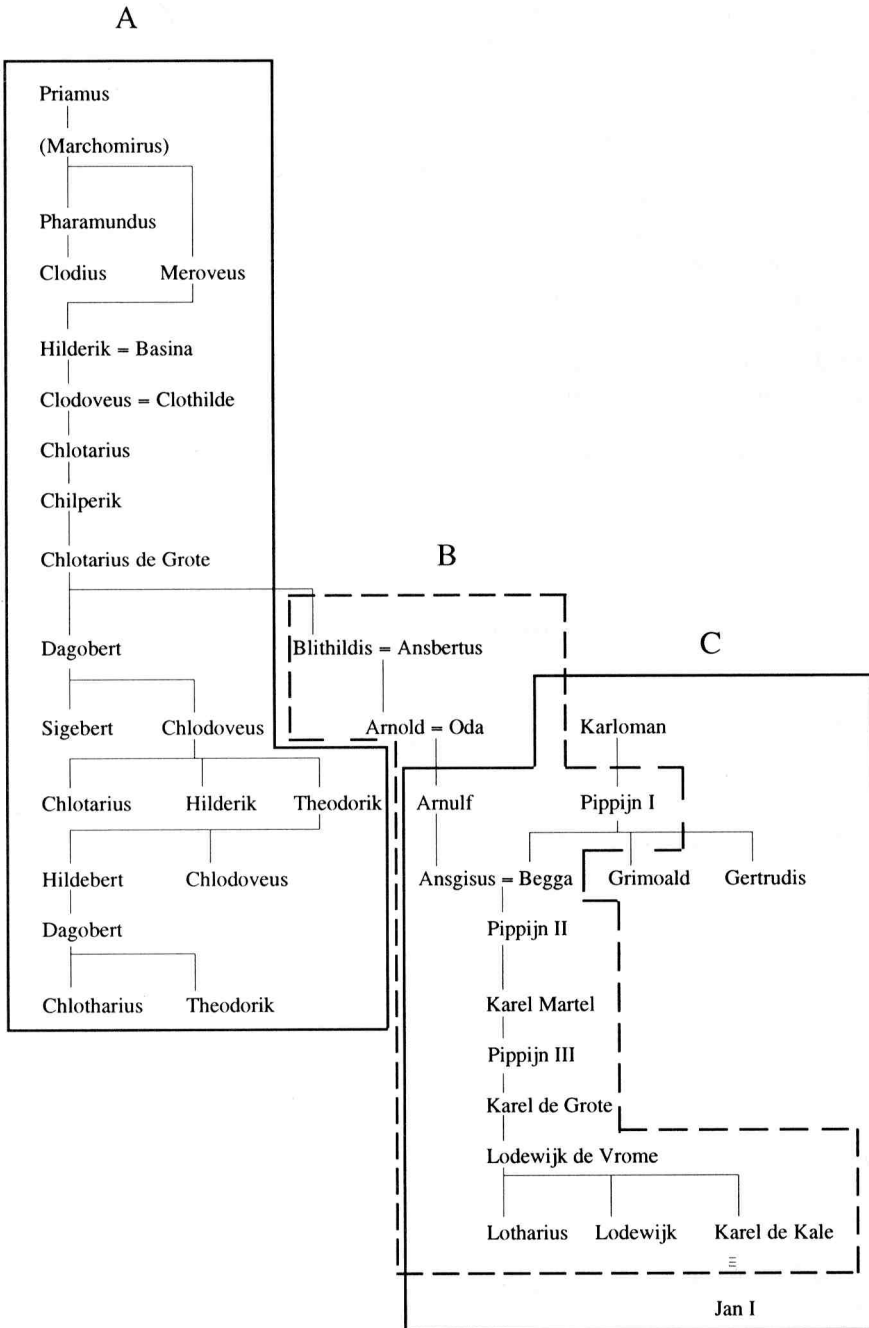 A
Priamus
(Marchomirus)
Pharamundus
Clodius Meroveus
Hilderik = Basina
Clodoveus = Clothilde
Chlotarius
Chilperik
Chlotarius de Grote
B
Dagobert Blithildis = Ansbertus
C
Sigebert Chlodoveus Arnold = Oda Karloman
Chlotarius Hilderik Theodorik Arnulf Pippijn I
Hildebert Chlodoveus Ansgisus = Begga Grimoald Gertrudis
Dagobert Pippijn II
Chlotharius Theodorik Karel Martel
Pippijn III
Karel de Grote
Lodewijk de Vrome
Lotharius Lodewijk Karel de Kale
Jan I